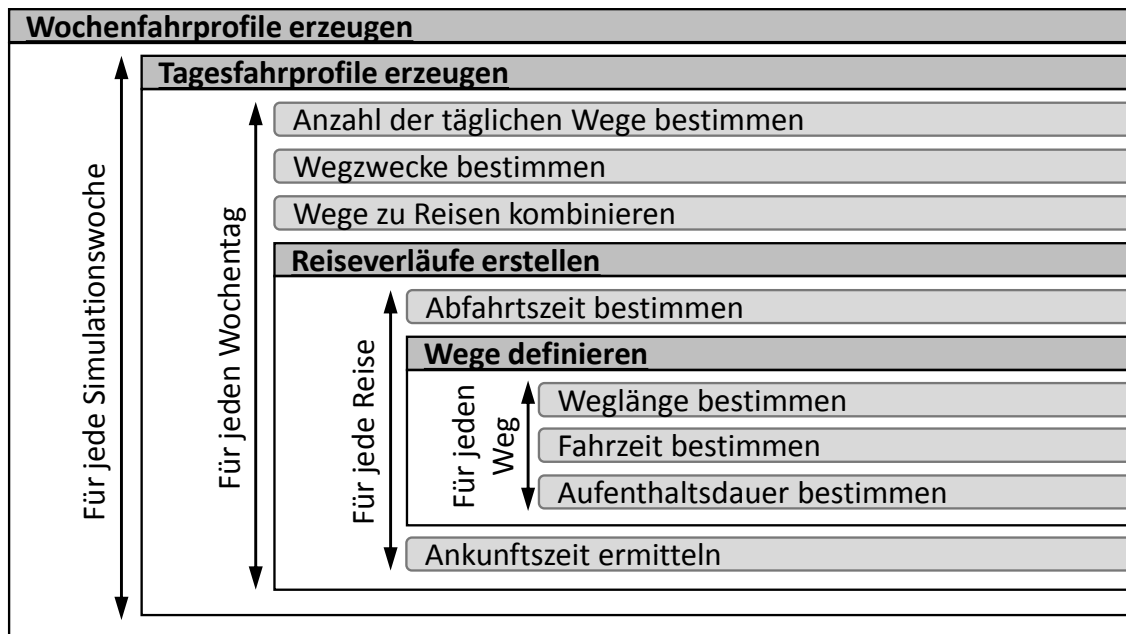 Wochenfahrprofile erzeugen
Tagesfahrprofile erzeugen
Anzahl der täglichen Wege bestimmen
Wegzwecke bestimmen
Wege zu Reisen kombinieren
Reiseverläufe erstellen
Abfahrtszeit bestimmen
Wege definieren
Weglänge bestimmen
Fahrzeit bestimmen
Aufenthaltsdauer bestimmen
Ankunftszeit ermitteln
Für jede Simulationswoche
Für jeden Wochentag
Für jede Reise
Für jeden
Weg